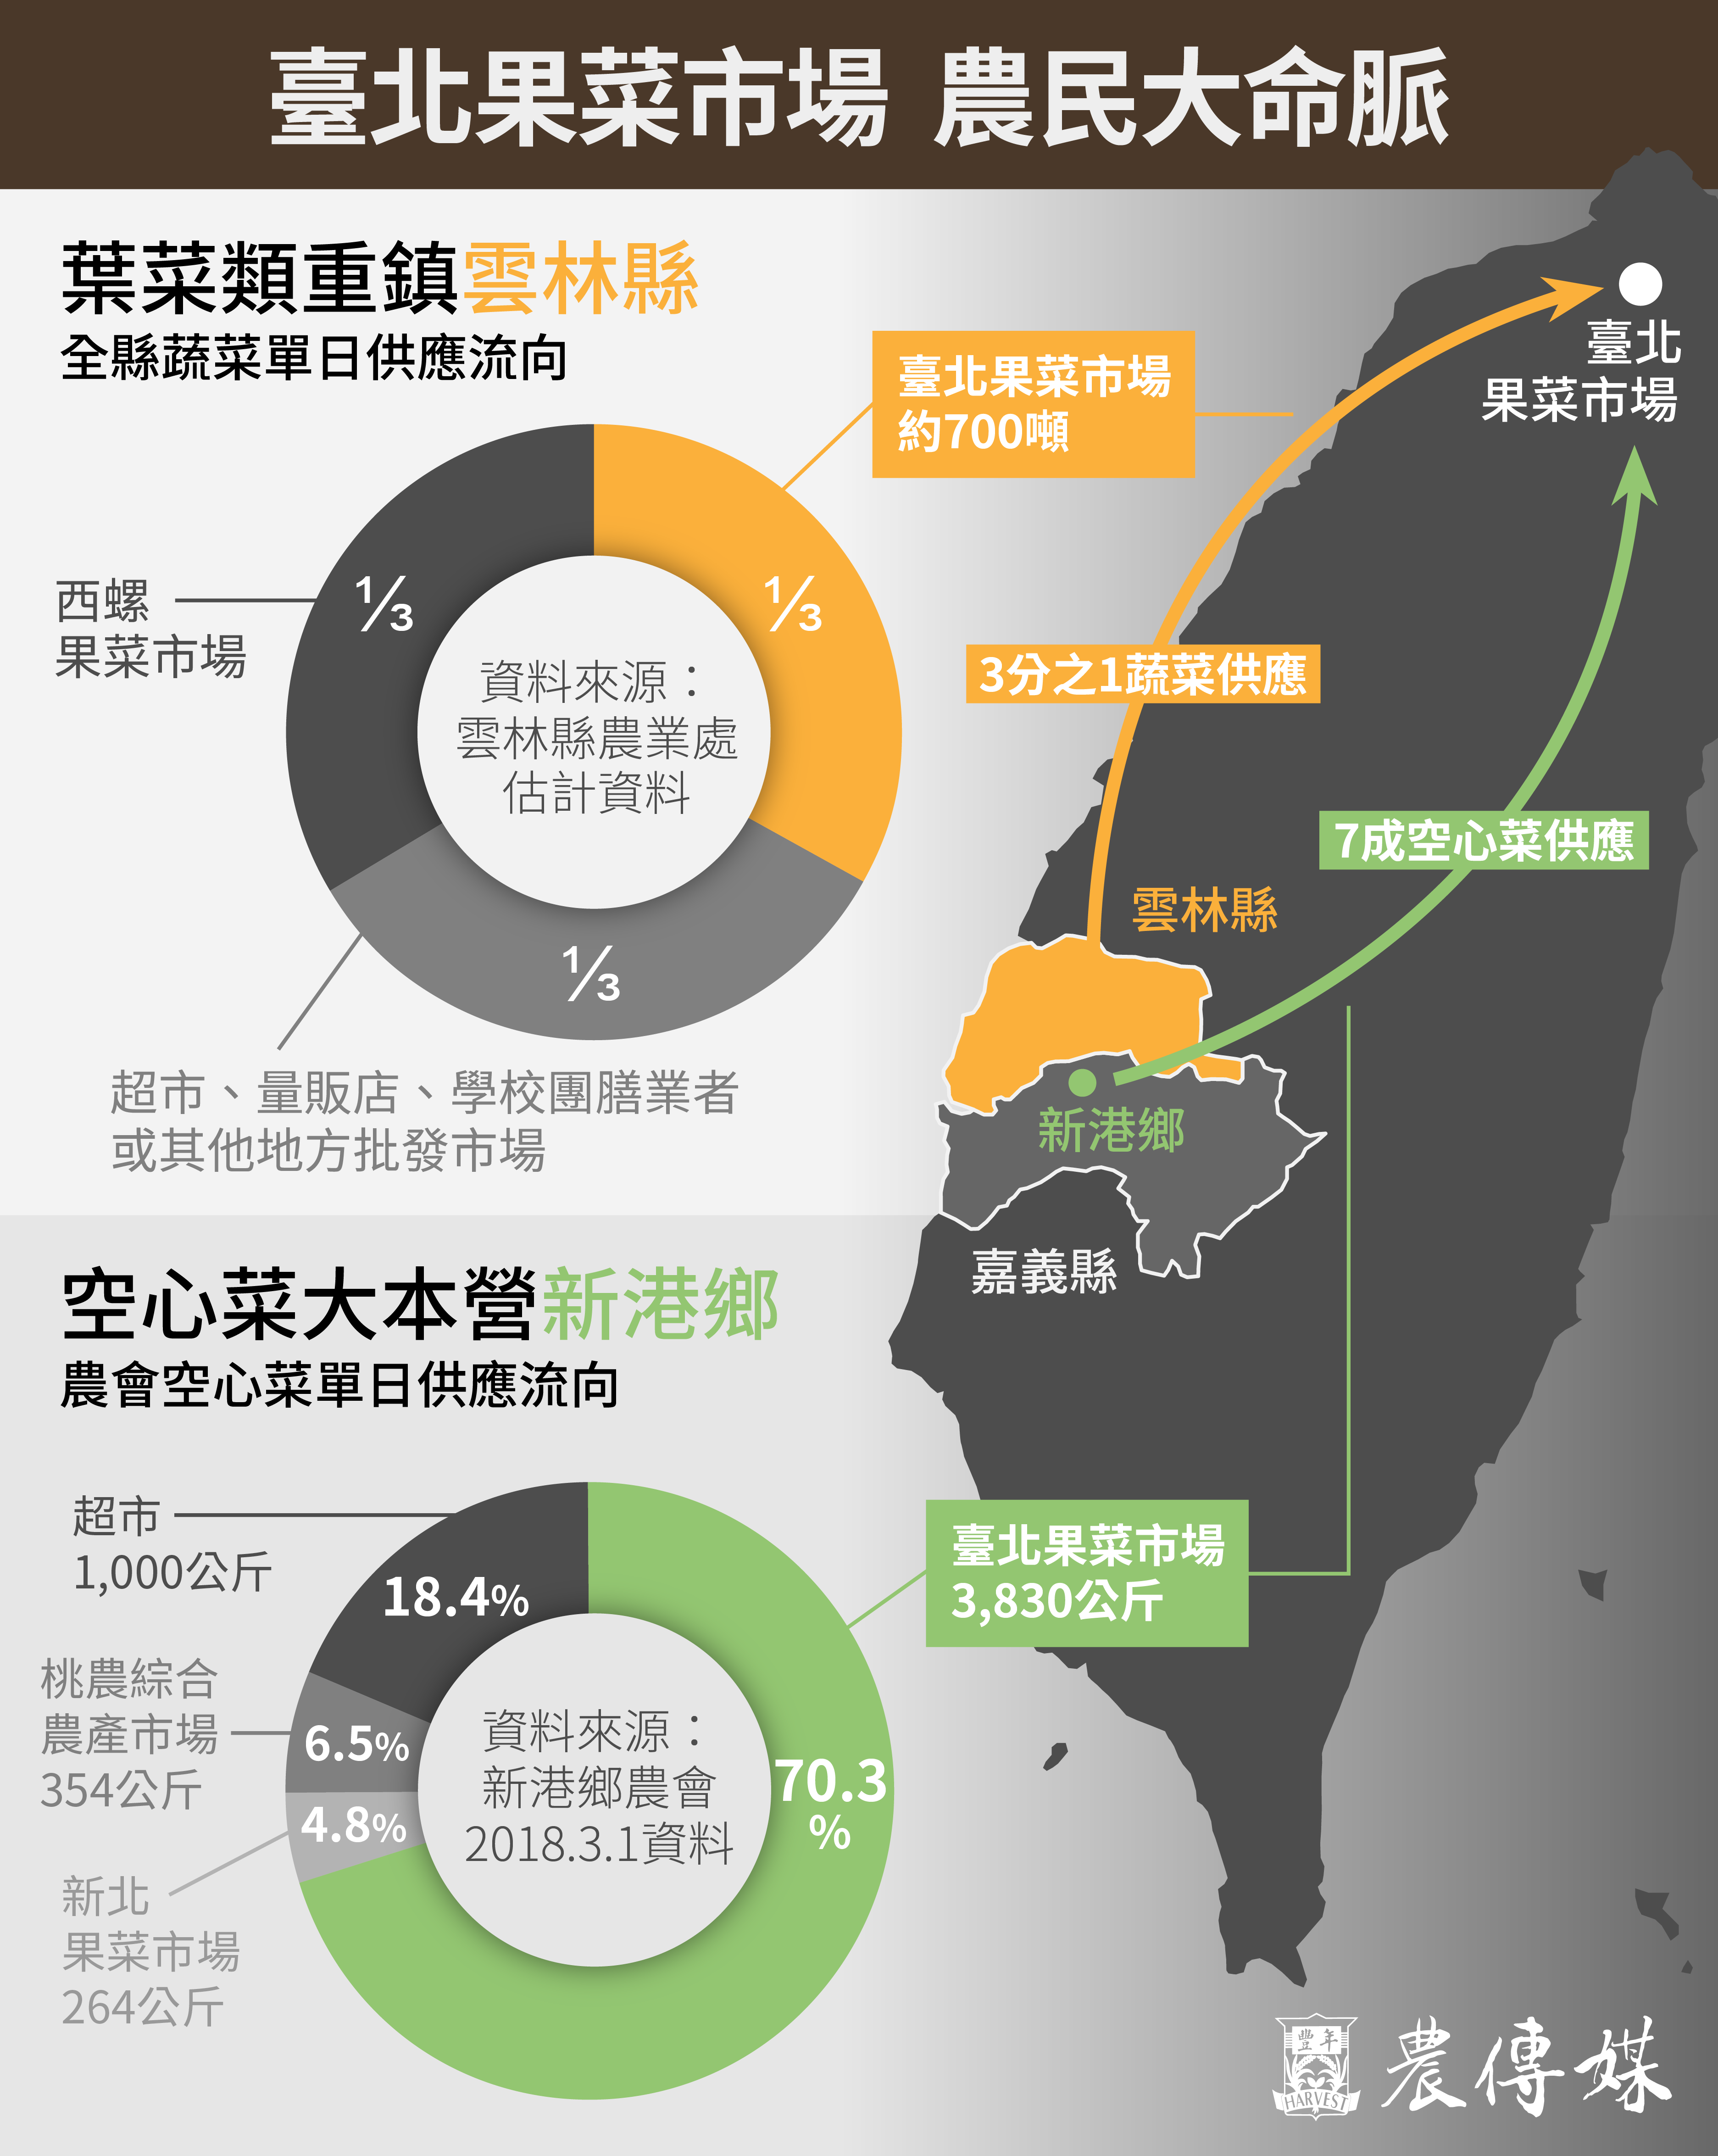 臺北果菜市場 農民大命脈
葉菜類重鎮雲林縣
全縣蔬菜單日供應流向
臺北果菜市場
約700噸
西螺
果菜市場
⅓
⅓
⅓
資料來源：
雲林縣農業處
估計資料
超市、量販店、學校團膳業者
或其他地方批發市場
臺北
果菜市場
3分之1蔬菜供應
7成空心菜供應
雲林縣
新港鄉
嘉義縣
空心菜大本營新港鄉
農會空心菜單日供應流向
超市
1,000公斤
18.4%
桃農綜合
農產市場
354公斤
6.5%
4.8%
新北
果菜市場
264公斤
資料來源：
新港鄉農會
2018.3.1資料
70.3
%
臺北果菜市場
3,830公斤
豐年
HARVEST
農傳媒